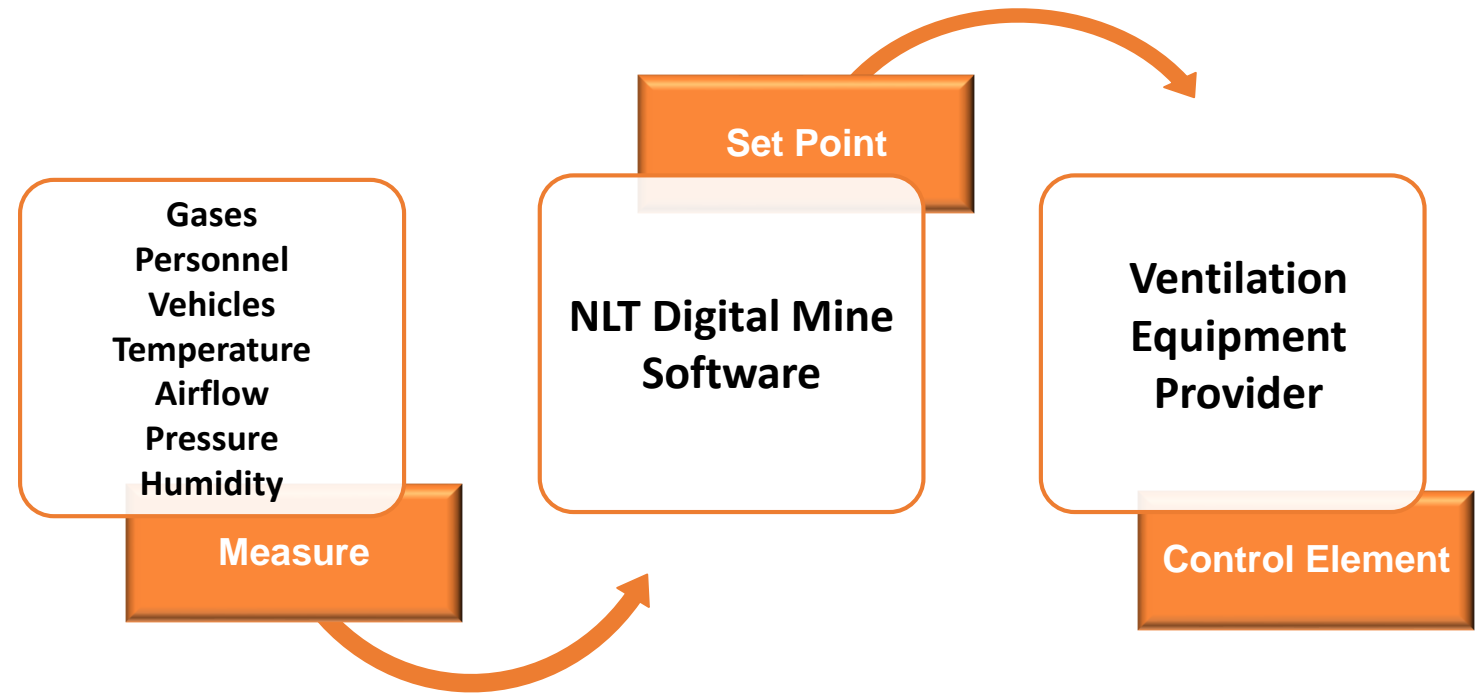 Gases
Personnel
Vehicles
Temperature
Airflow
Pressure
Humidity
Measure
Set Point
NLT Digital Mine
Software
Ventilation
Equipment
Provider
Control Element